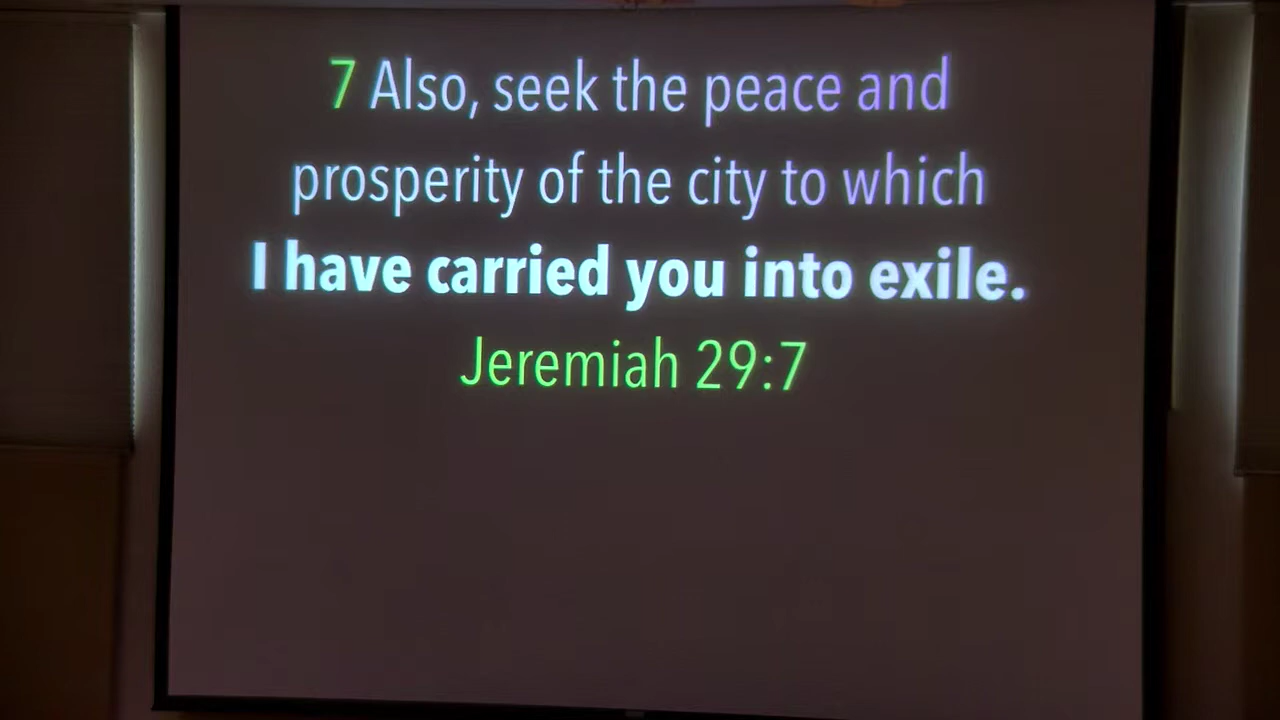 7 Also, seek the peace and
prosperity of the city to which
I have carried you into exile.
Jeremiah 29:7